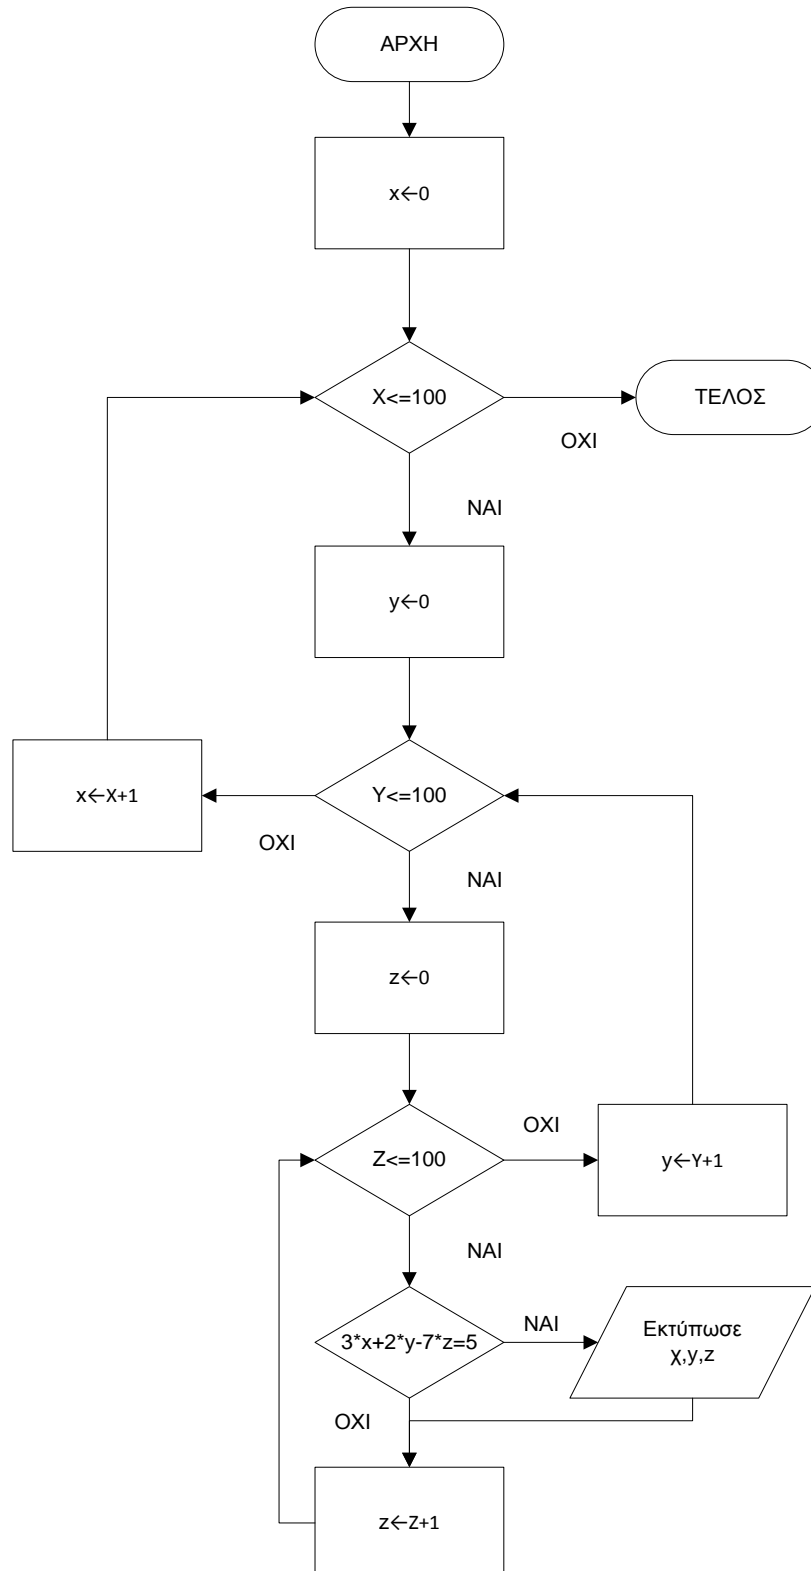 ΑΡΧΗ
x←0
X<=100
ΤΕΛΟΣ
ΟΧΙ
ΝΑΙ
y←0
x←X+1
Y<=100
ΟΧΙ
ΝΑΙ
z←0
Z<=100
ΟΧΙ
y←Y+1
ΝΑΙ
3*x+2*y-7*z=5
ΝΑΙ
Εκτύπωσε
χ,y,z
ΟΧΙ
z←Z+1